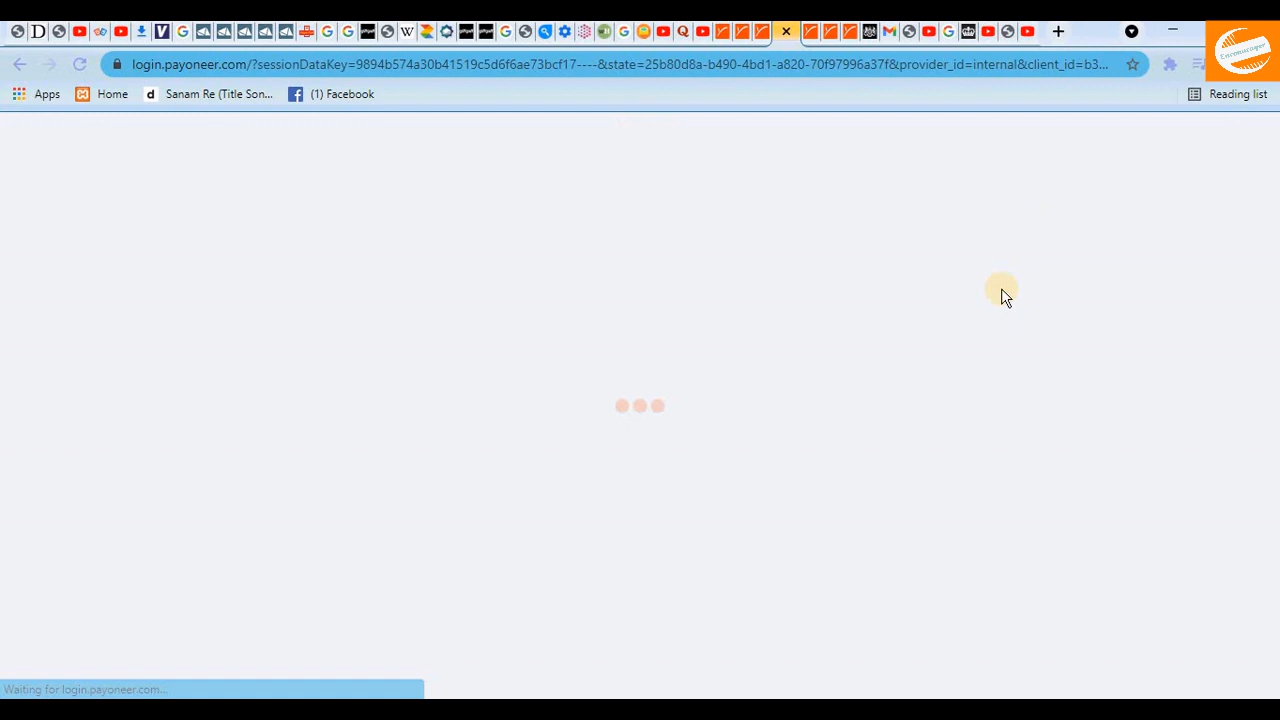 login.payoneer.com/?sessionDataKey=9894b574a30b41519c5d6f6ae73bcf17----&state=25b80d8a-b490-4bd1-a820-70f97996a37f&provider_id=internal&client_id=b3...
Apps Home d Sanam Re (Title Son... (1) Facebook Reading list
Waiting for login.payoneer.com...